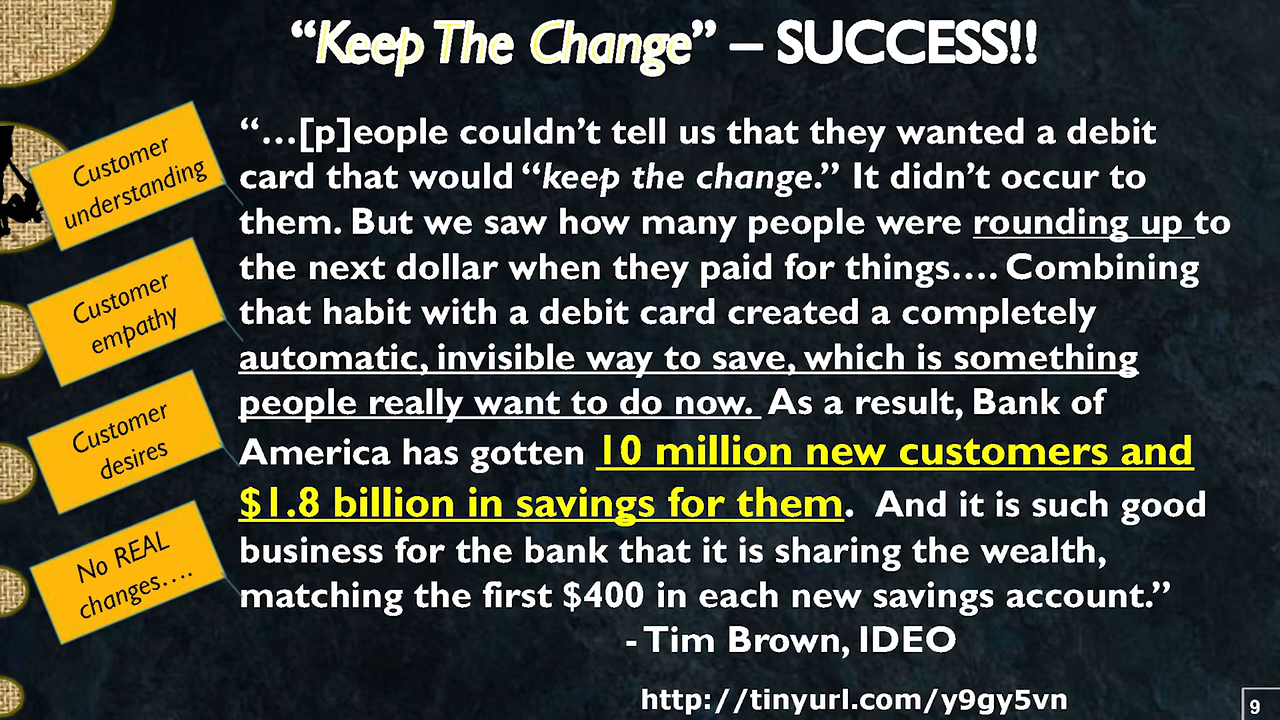 “Keep The Change” – SUCCESS!!
Customer
understanding
Customer
empathy
Customer
desires
No REAL
changes….
“…[p]eople couldn’t tell us that they wanted a debit
card that would “keep the change.” It didn’t occur to
them. But we saw how many people were rounding up to
the next dollar when they paid for things…. Combining
that habit with a debit card created a completely
automatic, invisible way to save, which is something
people really want to do now. As a result, Bank of
America has gotten 10 million new customers and
$1.8 billion in savings for them. And it is such good
business for the bank that it is sharing the wealth,
matching the first $400 in each new savings account.”
- Tim Brown, IDEO
http://tinyurl.com/y9gy5vn
9